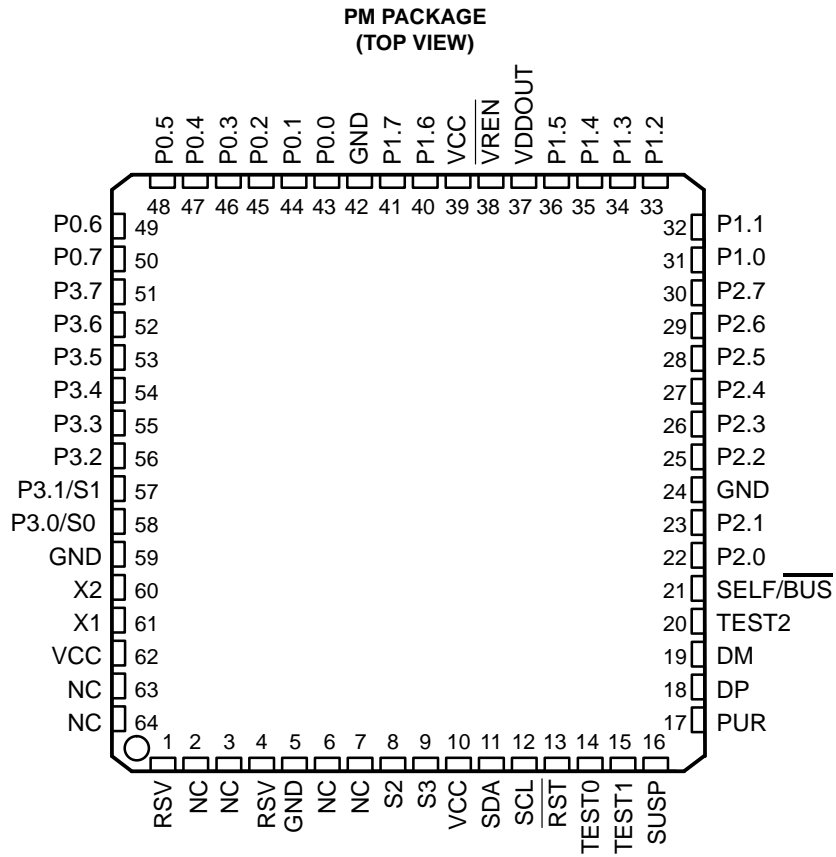 PM PACKAGE
(TOP VIEW)
P0.5 P0.4 P0.3 P0.2 P0.1 P0.0 GND P1.7 P1.6 VCC VREN VDDOUT P1.5 P1.4 P1.3 P1.2
48 47 46 45 44 43 42 41 40 39 38 37 36 35 34 33
P0.6 49 32 P1.1
P0.7 50 31 P1.0
P3.7 51 30 P2.7
P3.6 52 29 P2.6
P3.5 53 28 P2.5
P3.4 54 27 P2.4
P3.3 55 26 P2.3
P3.2 56 25 P2.2
P3.1/S1 57 24 GND
P3.0/S0 58 23 P2.1
GND 59 22 P2.0
X2 60 21 SELF/BUS
X1 61 20 TEST2
VCC 62 19 DM
NC 63 18 DP
NC 64 17 PUR
1 2 3 4 5 6 7 8 9 10 11 12 13 14 15 16
RSV NC NC RSV GND NC NC S2 S3 VCC SDA SCL RST TEST0 TEST1 SUSP